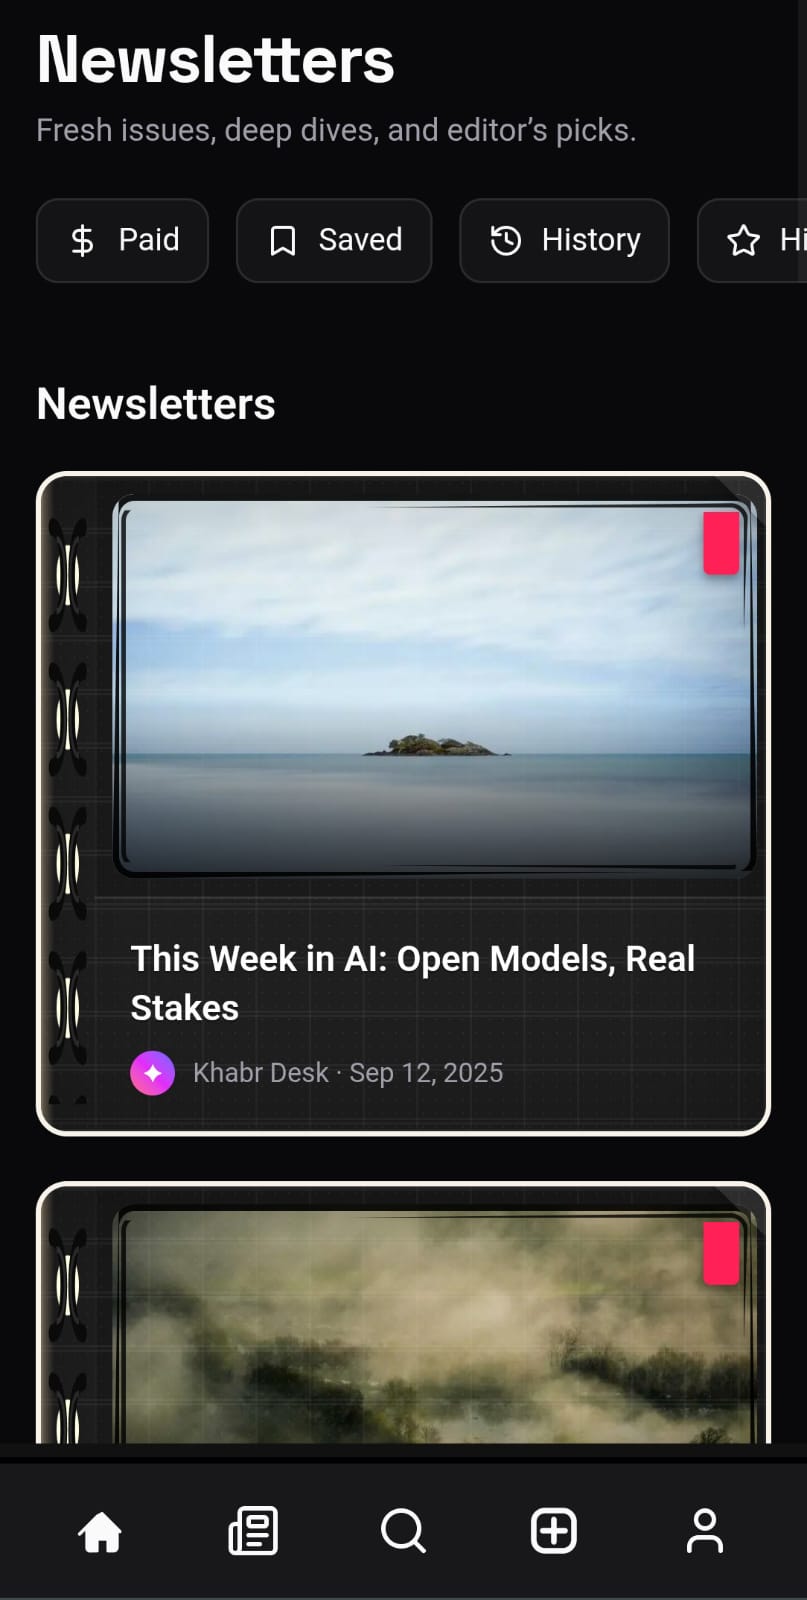 Newsletters
Fresh issues, deep dives, and editor’s picks.
Paid
Saved
History
Hi
Newsletters
This Week in AI: Open Models, Real
Stakes
Khabr Desk · Sep 12, 2025